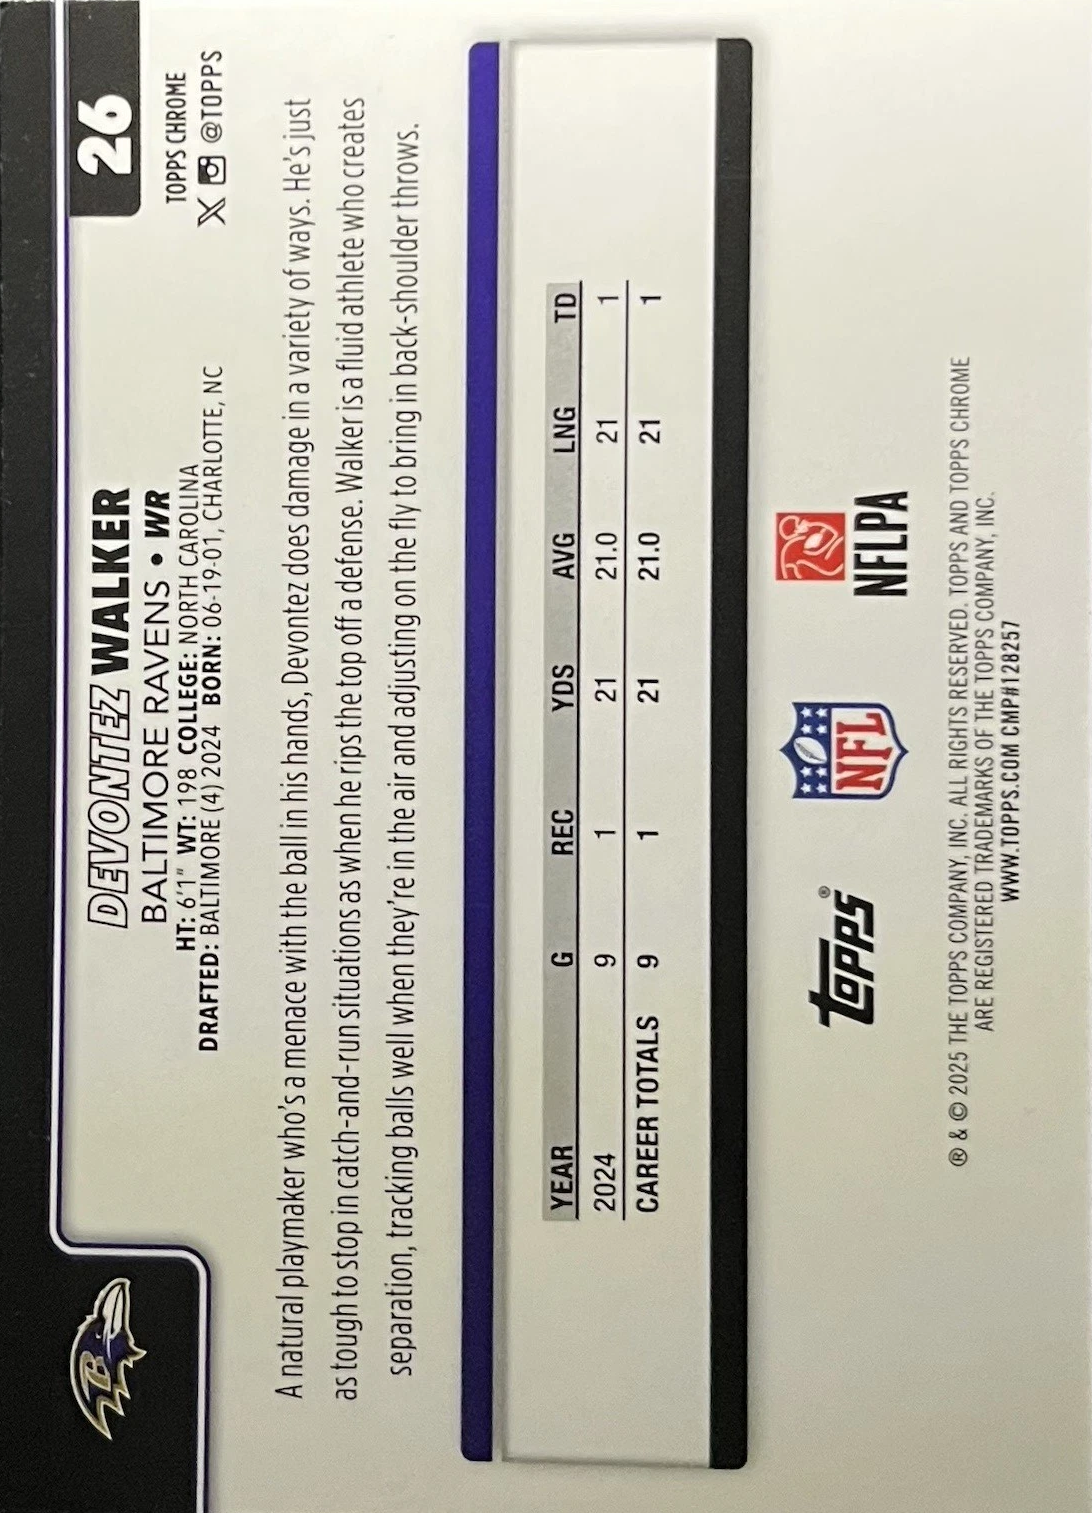 26
DEVONTEZ WALKER
BALTIMORE RAVENS • WR
HT: 6'1" WT: 198 COLLEGE: NORTH CAROLINA
DRAFTED: BALTIMORE (4) 2024 BORN: 06-19-01, CHARLOTTE, NC
TOPPS CHROME
X @TOPPS
A natural playmaker who's a menace with the ball in his hands, Devontez does damage in a variety of ways. He's just
as tough to stop in catch-and-run situations as when he rips the top off a defense. Walker is a fluid athlete who creates
separation, tracking balls well when they're in the air and adjusting on the fly to bring in back-shoulder throws.
YEAR G REC YDS AVG LNG TD
2024 9 1 21 21.0 21 1
CAREER TOTALS 9 1 21 21.0 21 1
topps® NFL NFLPA
® & © 2025 THE TOPPS COMPANY, INC. ALL RIGHTS RESERVED. TOPPS AND TOPPS CHROME
ARE REGISTERED TRADEMARKS OF THE TOPPS COMPANY, INC.
WWW.TOPPS.COM CMP#128257